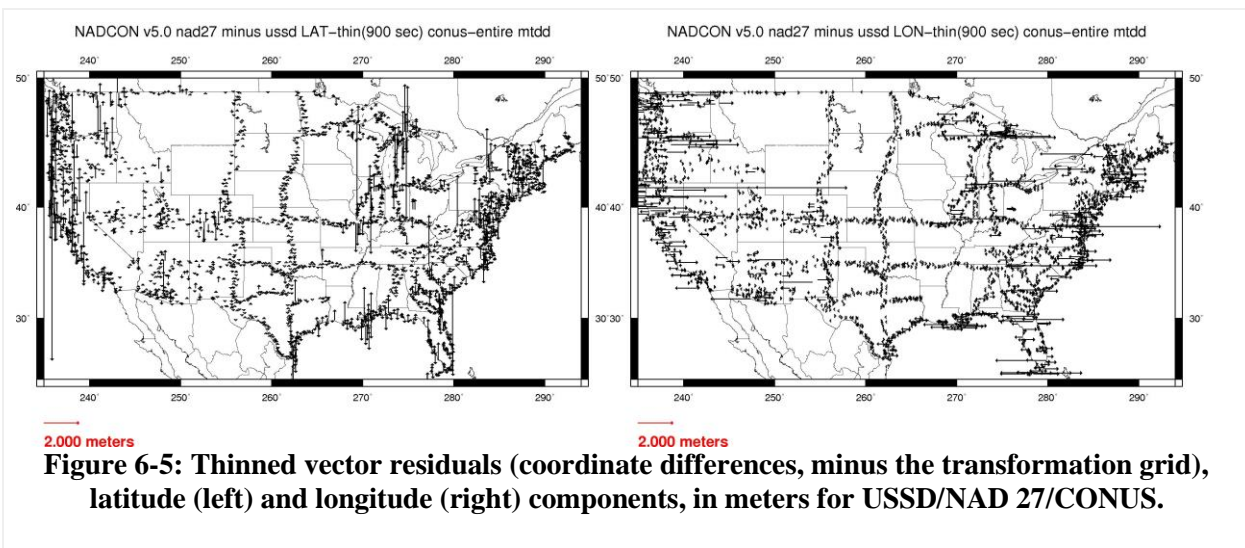 NADCON v5.0 nad27 minus ussd LAT−thin(900 sec) conus−entire mtdd
240˚ 250˚ 260˚ 270˚ 280˚ 290˚
50˚
40˚
30˚
240˚ 250˚ 260˚ 270˚ 280˚ 290˚
2.000 meters
NADCON v5.0 nad27 minus ussd LON−thin(900 sec) conus−entire mtdd
240˚ 250˚ 260˚ 270˚ 280˚ 290˚
50˚ 50˚
40˚ 40˚
30˚ 30˚
240˚ 250˚ 260˚ 270˚ 280˚ 290˚
2.000 meters
Figure 6-5: Thinned vector residuals (coordinate differences, minus the transformation grid),
latitude (left) and longitude (right) components, in meters for USSD/NAD 27/CONUS.